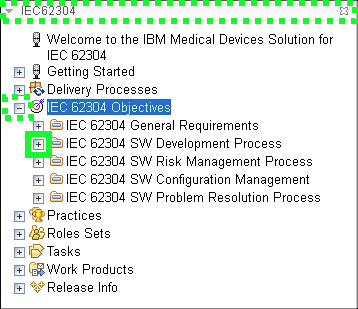 IEC62304
Welcome to the IBM Medical Devices Solution for
IEC 62304
Getting Started
Delivery Processes
IEC 62304 Objectives
IEC 62304 General Requirements
IEC 62304 SW Development Process
IEC 62304 SW Risk Management Process
IEC 62304 SW Configuration Management
IEC 62304 SW Problem Resolution Process
Practices
Roles Sets
Tasks
Work Products
Release Info